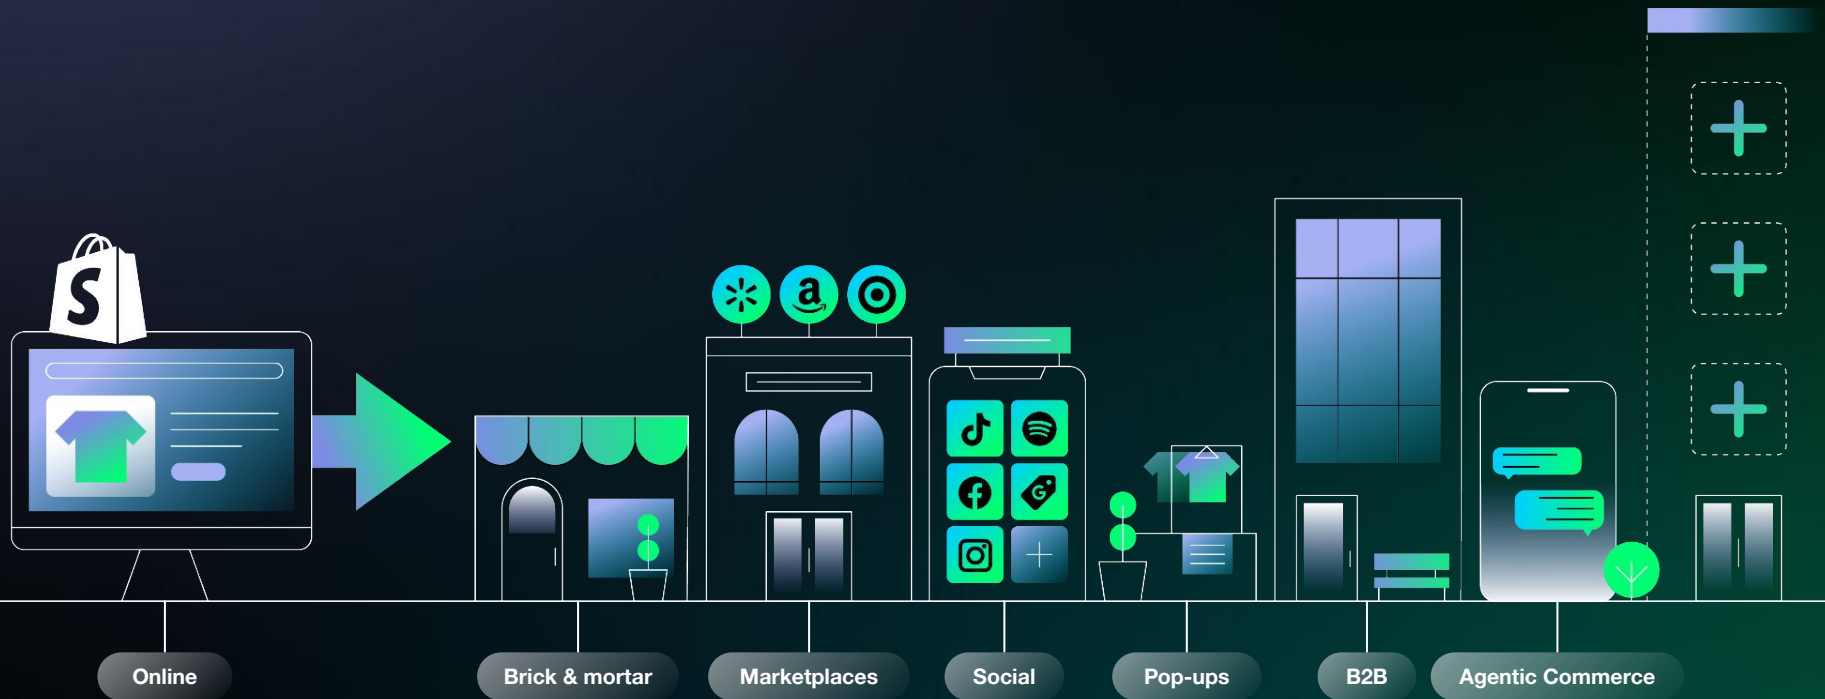 Online
Brick & mortar
Marketplaces
Social
Pop-ups
B2B
Agentic Commerce